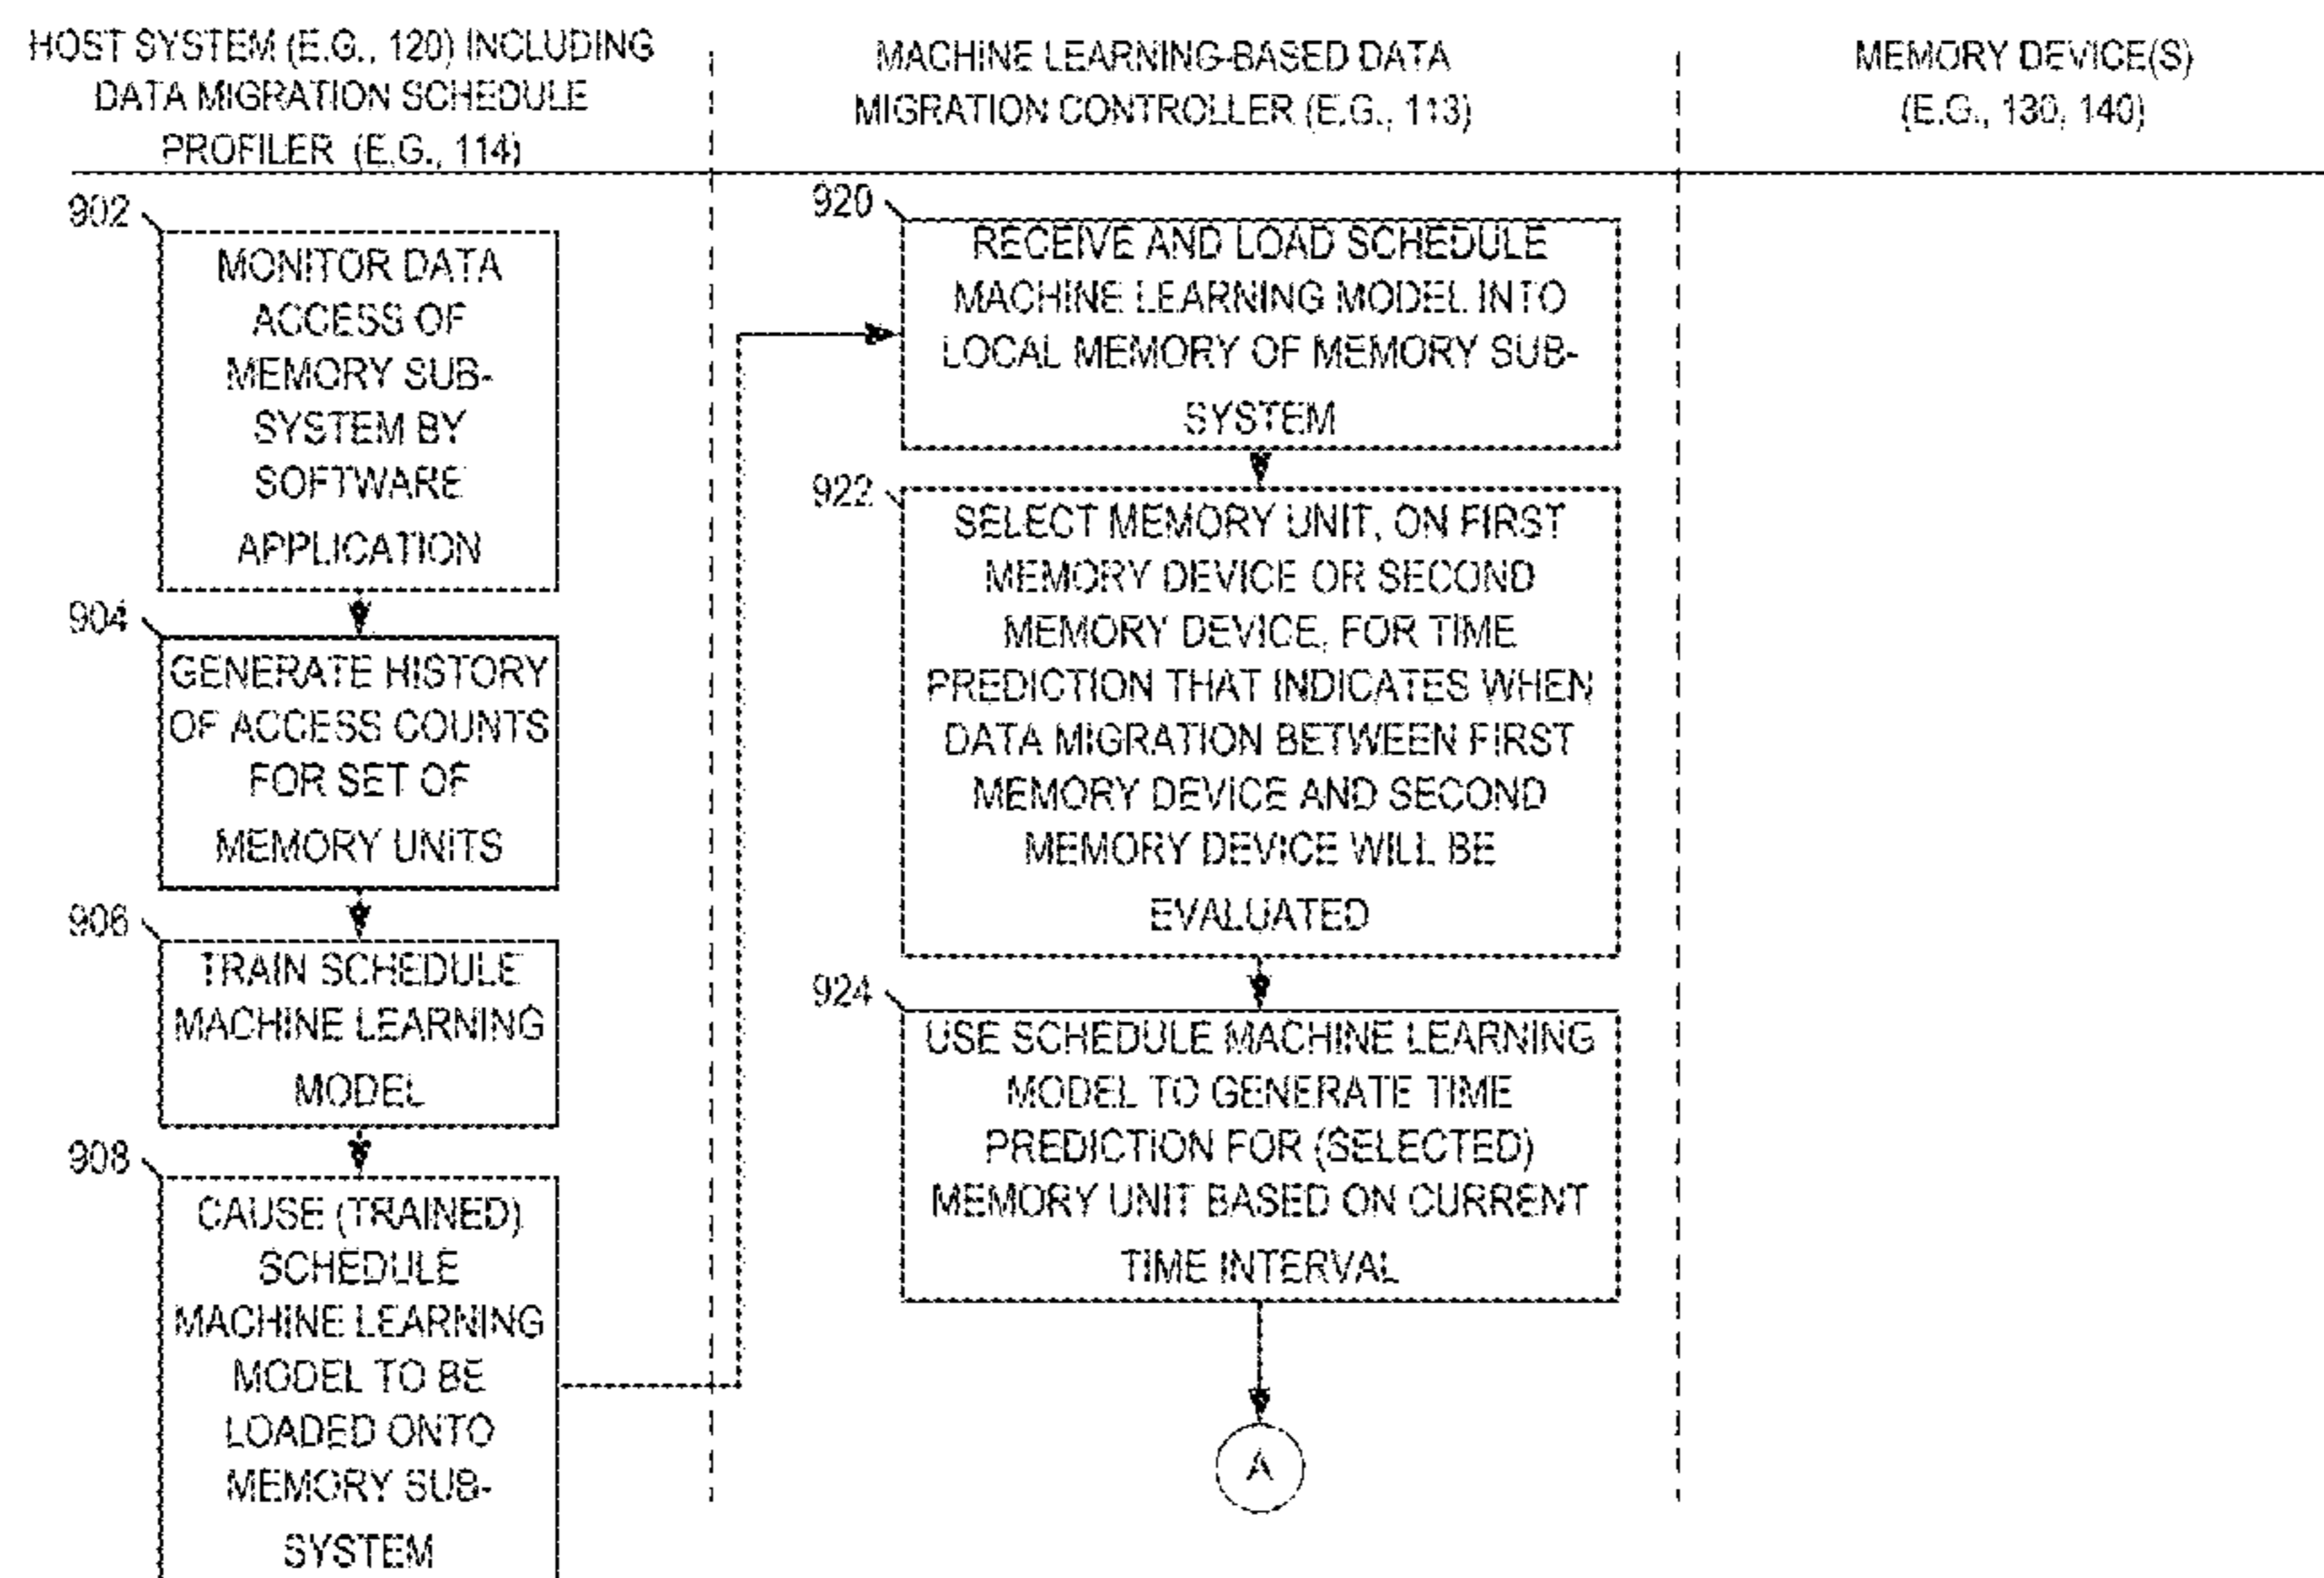 HOST SYSTEM (E.G., 120) INCLUDING
DATA MIGRATION SCHEDULE
PROFILER (E.G., 114)
MACHINE LEARNING-BASED DATA
MIGRATION CONTROLLER (E.G., 113)
MEMORY DEVICE(S)
(E.G., 130, 140)
902
MONITOR DATA
ACCESS OF
MEMORY SUB-
SYSTEM BY
SOFTWARE
APPLICATION
904
GENERATE HISTORY
OF ACCESS COUNTS
FOR SET OF
MEMORY UNITS
906
TRAIN SCHEDULE
MACHINE LEARNING
MODEL
908
CAUSE (TRAINED)
SCHEDULE
MACHINE LEARNING
MODEL TO BE
LOADED ONTO
MEMORY SUB-
SYSTEM
920
RECEIVE AND LOAD SCHEDULE
MACHINE LEARNING MODEL INTO
LOCAL MEMORY OF MEMORY SUB-
SYSTEM
922
SELECT MEMORY UNIT, ON FIRST
MEMORY DEVICE OR SECOND
MEMORY DEVICE, FOR TIME
PREDICTION THAT INDICATES WHEN
DATA MIGRATION BETWEEN FIRST
MEMORY DEVICE AND SECOND
MEMORY DEVICE WILL BE
EVALUATED
924
USE SCHEDULE MACHINE LEARNING
MODEL TO GENERATE TIME
PREDICTION FOR (SELECTED)
MEMORY UNIT BASED ON CURRENT
TIME INTERVAL
A